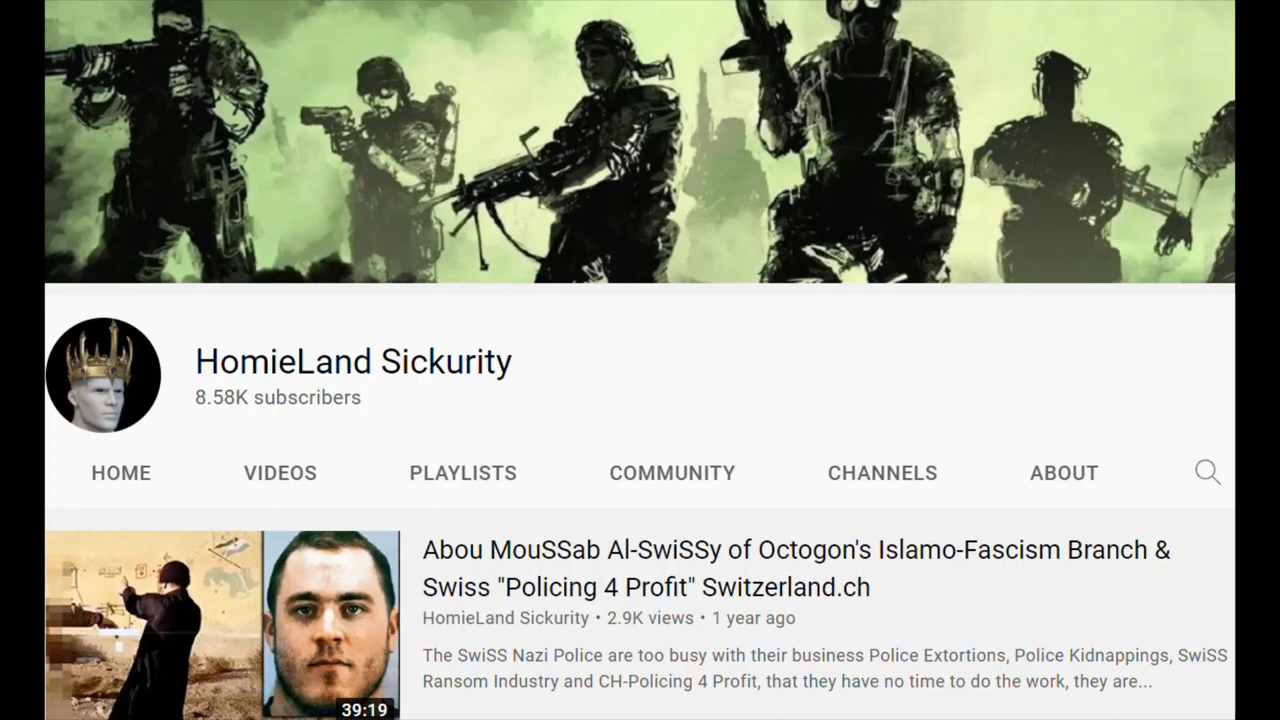 HomieLand Sickurity
8.58K subscribers
HOME VIDEOS PLAYLISTS COMMUNITY CHANNELS ABOUT
Abou MouSSab Al-SwiSSy of Octogon's Islamo-Fascism Branch &
Swiss "Policing 4 Profit" Switzerland.ch
HomieLand Sickurity • 2.9K views • 1 year ago
The SwiSS Nazi Police are too busy with their business Police Extortions, Police Kidnappings, SwiSS
Ransom Industry and CH-Policing 4 Profit, that they have no time to do the work, they are...
39:19